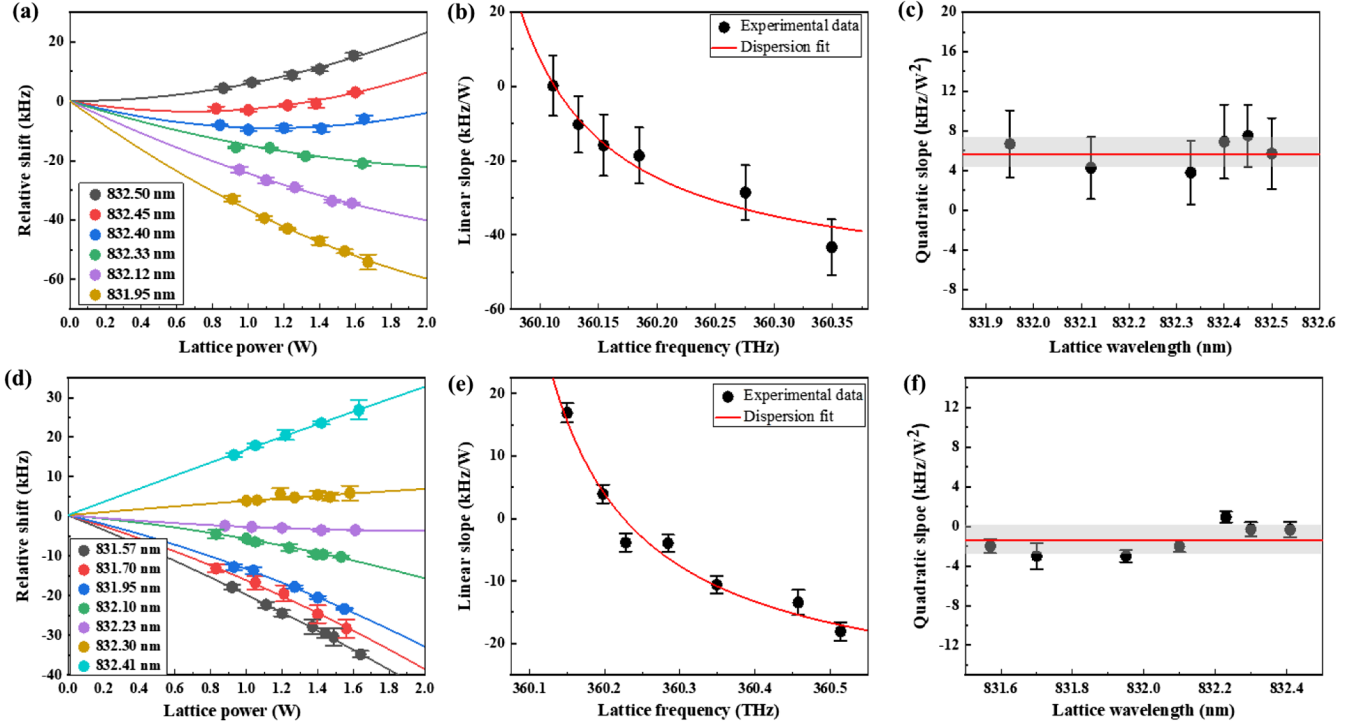 (a)
20
0
-20
-40
-60
Relative shift (kHz)
832.50 nm
832.45 nm
832.40 nm
832.33 nm
832.12 nm
831.95 nm
0.0 0.2 0.4 0.6 0.8 1.0 1.2 1.4 1.6 1.8 2.0
Lattice power (W)
(b)
20
10
0
-10
-20
-30
-40
-50
-60
Linear slope (kHz/W)
Experimental data
Dispersion fit
360.10 360.15 360.20 360.25 360.30 360.35
Lattice frequency (THz)
(c)
20
16
12
8
4
0
-4
-8
Quadratic slope (kHz/W²)
831.9 832.0 832.1 832.2 832.3 832.4 832.5 832.6
Lattice wavelength (nm)
(d)
30
20
10
0
-10
-20
-30
-40
Relative shift (kHz)
831.57 nm
831.70 nm
831.95 nm
832.10 nm
832.23 nm
832.30 nm
832.41 nm
0.0 0.2 0.4 0.6 0.8 1.0 1.2 1.4 1.6 1.8 2.0
Lattice power (W)
(e)
20
10
0
-10
-20
Linear slope (kHz/W)
Experimental data
Dispersion fit
360.1 360.2 360.3 360.4 360.5
Lattice frequency (THz)
(f)
12
8
4
0
-4
-8
-12
Quadratic slpoe (kHz/W²)
831.6 831.8 832.0 832.2 832.4
Lattice wavelength (nm)